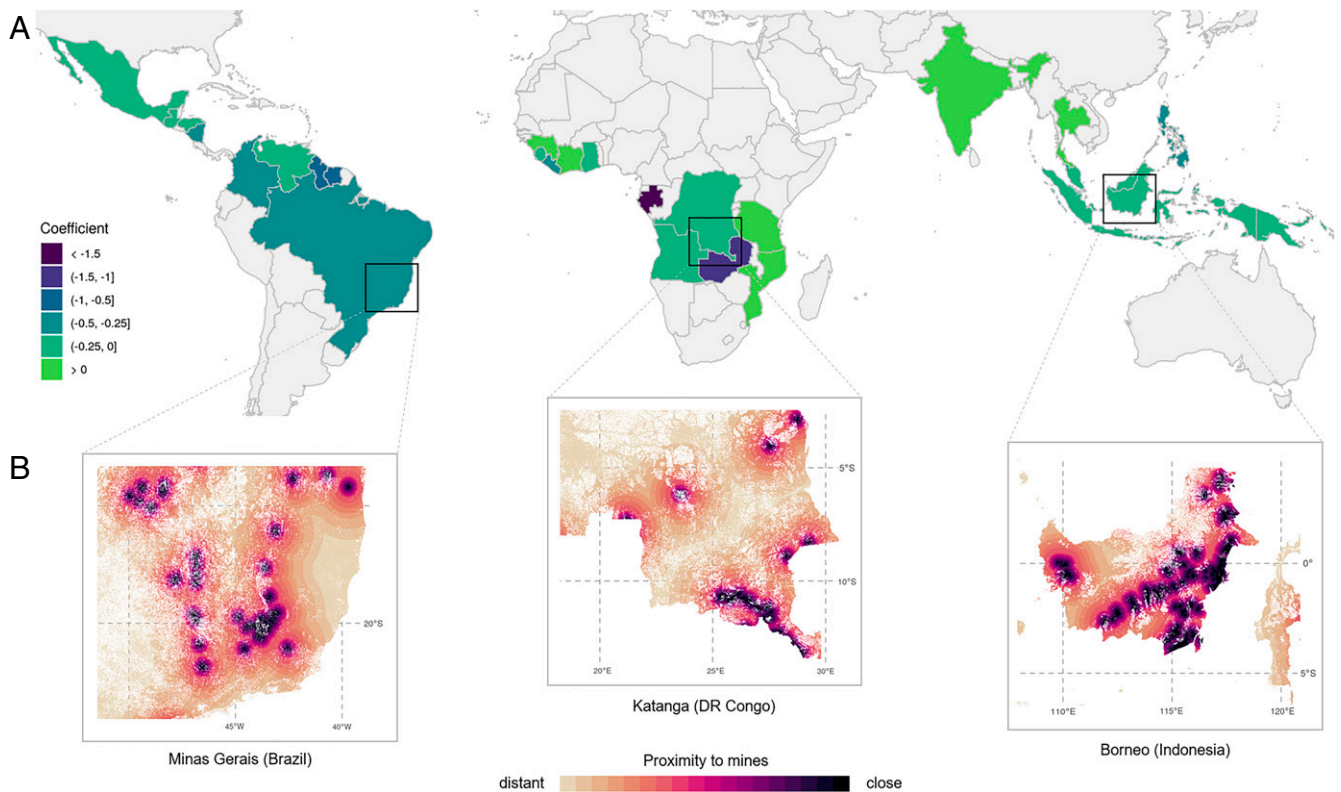 A
Coefficient
< -1.5
(-1.5, -1]
(-1, -0.5]
(-0.5, -0.25]
(-0.25, 0]
> 0
B
20°S
45°W
40°W
Minas Gerais (Brazil)
5°S
10°S
20°E
25°E
30°E
Katanga (DR Congo)
0°
5°S
110°E
115°E
120°E
Borneo (Indonesia)
Proximity to mines
distant
close